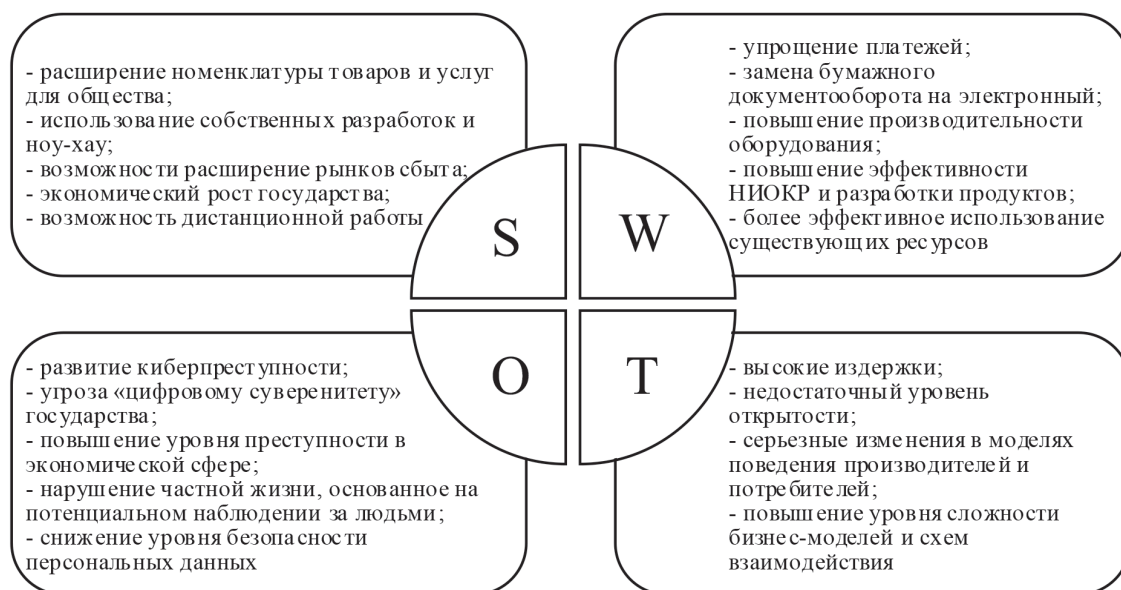 - расширение номенклатуры товаров и услуг
для общества;
- использование собственных разработок и
ноу-хау;
- возможности расширение рынков сбыта;
- экономический рост государства;
- возможность дистанционной работы
- упрощение платежей;
- замена бумажного
документооборота на электронный;
- повышение производительности
оборудования;
- повышение эффективности
НИОКР и разработки продуктов;
- более эффективное использование
существующих ресурсов
S
W
O
T
- развитие киберпреступности;
- угроза «цифровому суверенитету»
государства;
- повышение уровня преступности в
экономической сфере;
- нарушение частной жизни, основанное на
потенциальном наблюдении за людьми;
- снижение уровня безопасности
персональных данных
- высокие издержки;
- недостаточный уровень
открытости;
- серьезные изменения в моделях
поведения производителей и
потребителей;
- повышение уровня сложности
бизнес-моделей и схем
взаимодействия